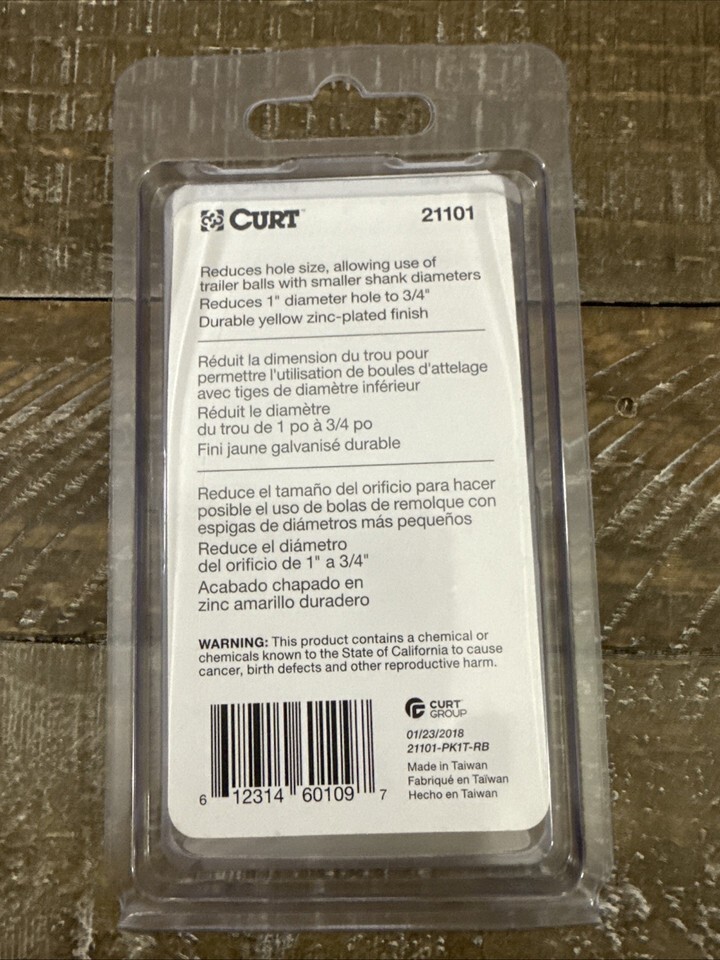 CURT 21101
Reduces hole size, allowing use of
trailer balls with smaller shank diameters
Reduces 1" diameter hole to 3/4"
Durable yellow zinc-plated finish
Réduit la dimension du trou pour
permettre l'utilisation de boules d'attelage
avec tiges de diamètre inférieur
Réduit le diamètre
du trou de 1 po à 3/4 po
Fini jaune galvanisé durable
Reduce el tamaño del orificio para hacer
posible el uso de bolas de remolque con
espigas de diámetros más pequeños
Reduce el diámetro
del orificio de 1" a 3/4"
Acabado chapado en
zinc amarillo duradero
WARNING: This product contains a chemical or
chemicals known to the State of California to cause
cancer, birth defects and other reproductive harm.
6 12314 60109 7
CURT
GROUP
01/23/2018
21101-PK1T-RB
Made in Taiwan
Fabriqué en Taïwan
Hecho en Taiwan